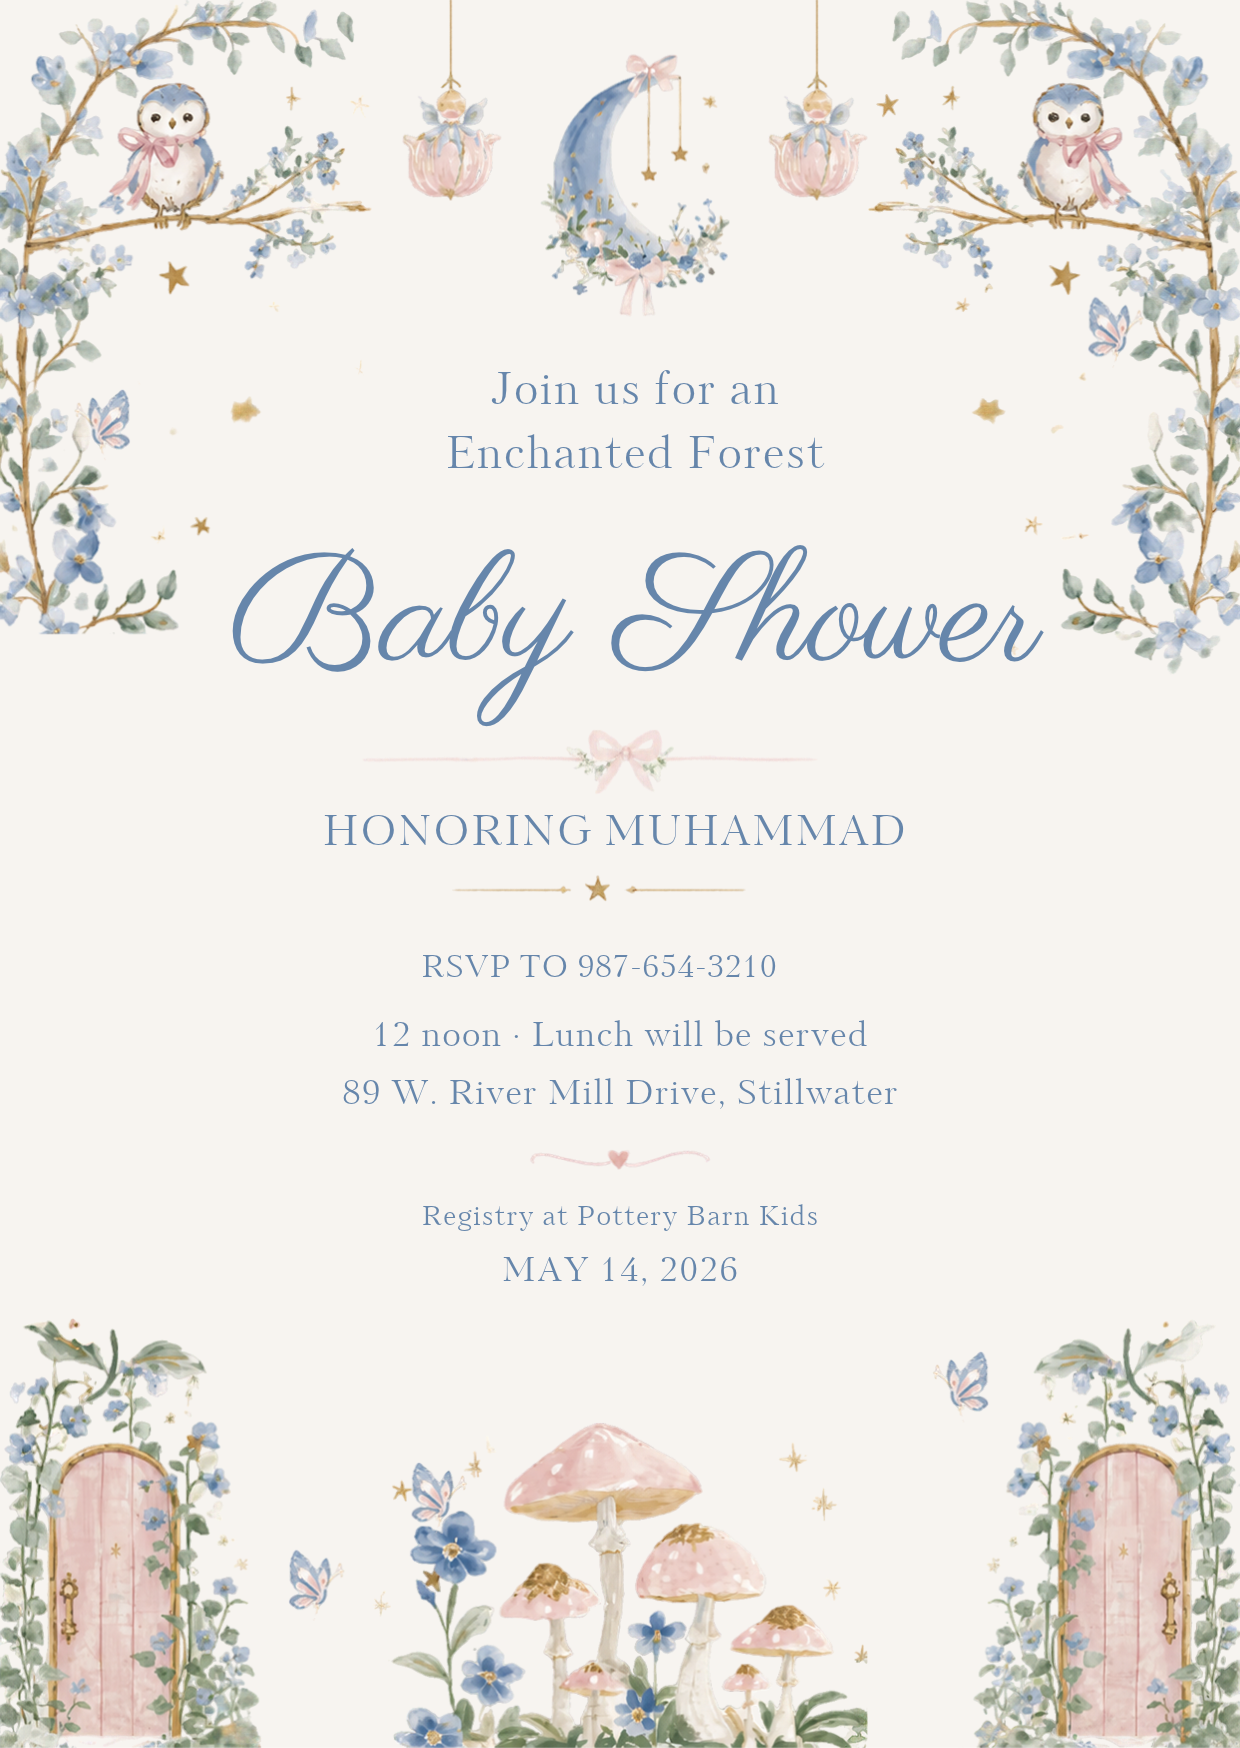 Join us for an
Enchanted Forest
Baby Shower
HONORING MUHAMMAD
RSVP TO 987-654-3210
12 noon · Lunch will be served
89 W. River Mill Drive, Stillwater
Registry at Pottery Barn Kids
MAY 14, 2026